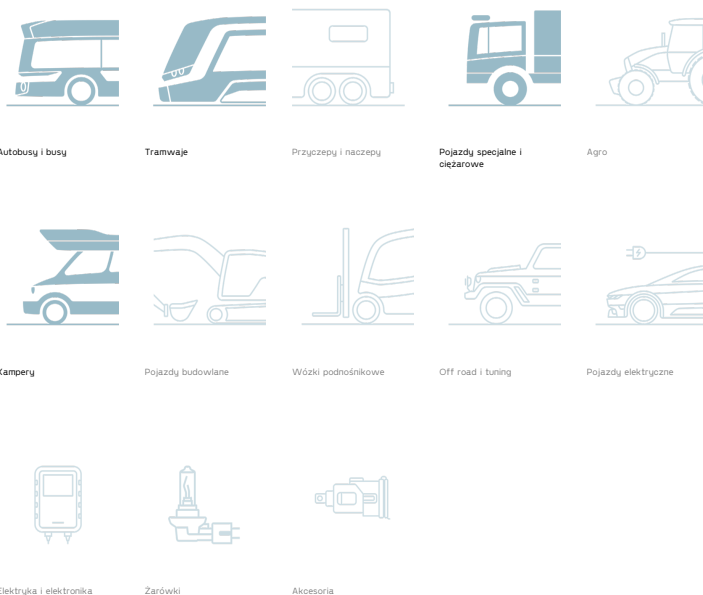 Autobusy i busy
Tramwaje
Przyczepy i naczepy
Pojazdy specjalne i
ciężarowe
Agro
Kampery
Pojazdy budowlane
Wózki podnośnikowe
Off road i tuning
Pojazdy elektryczne
Elektryka i elektronika
Żarówki
Akcesoria